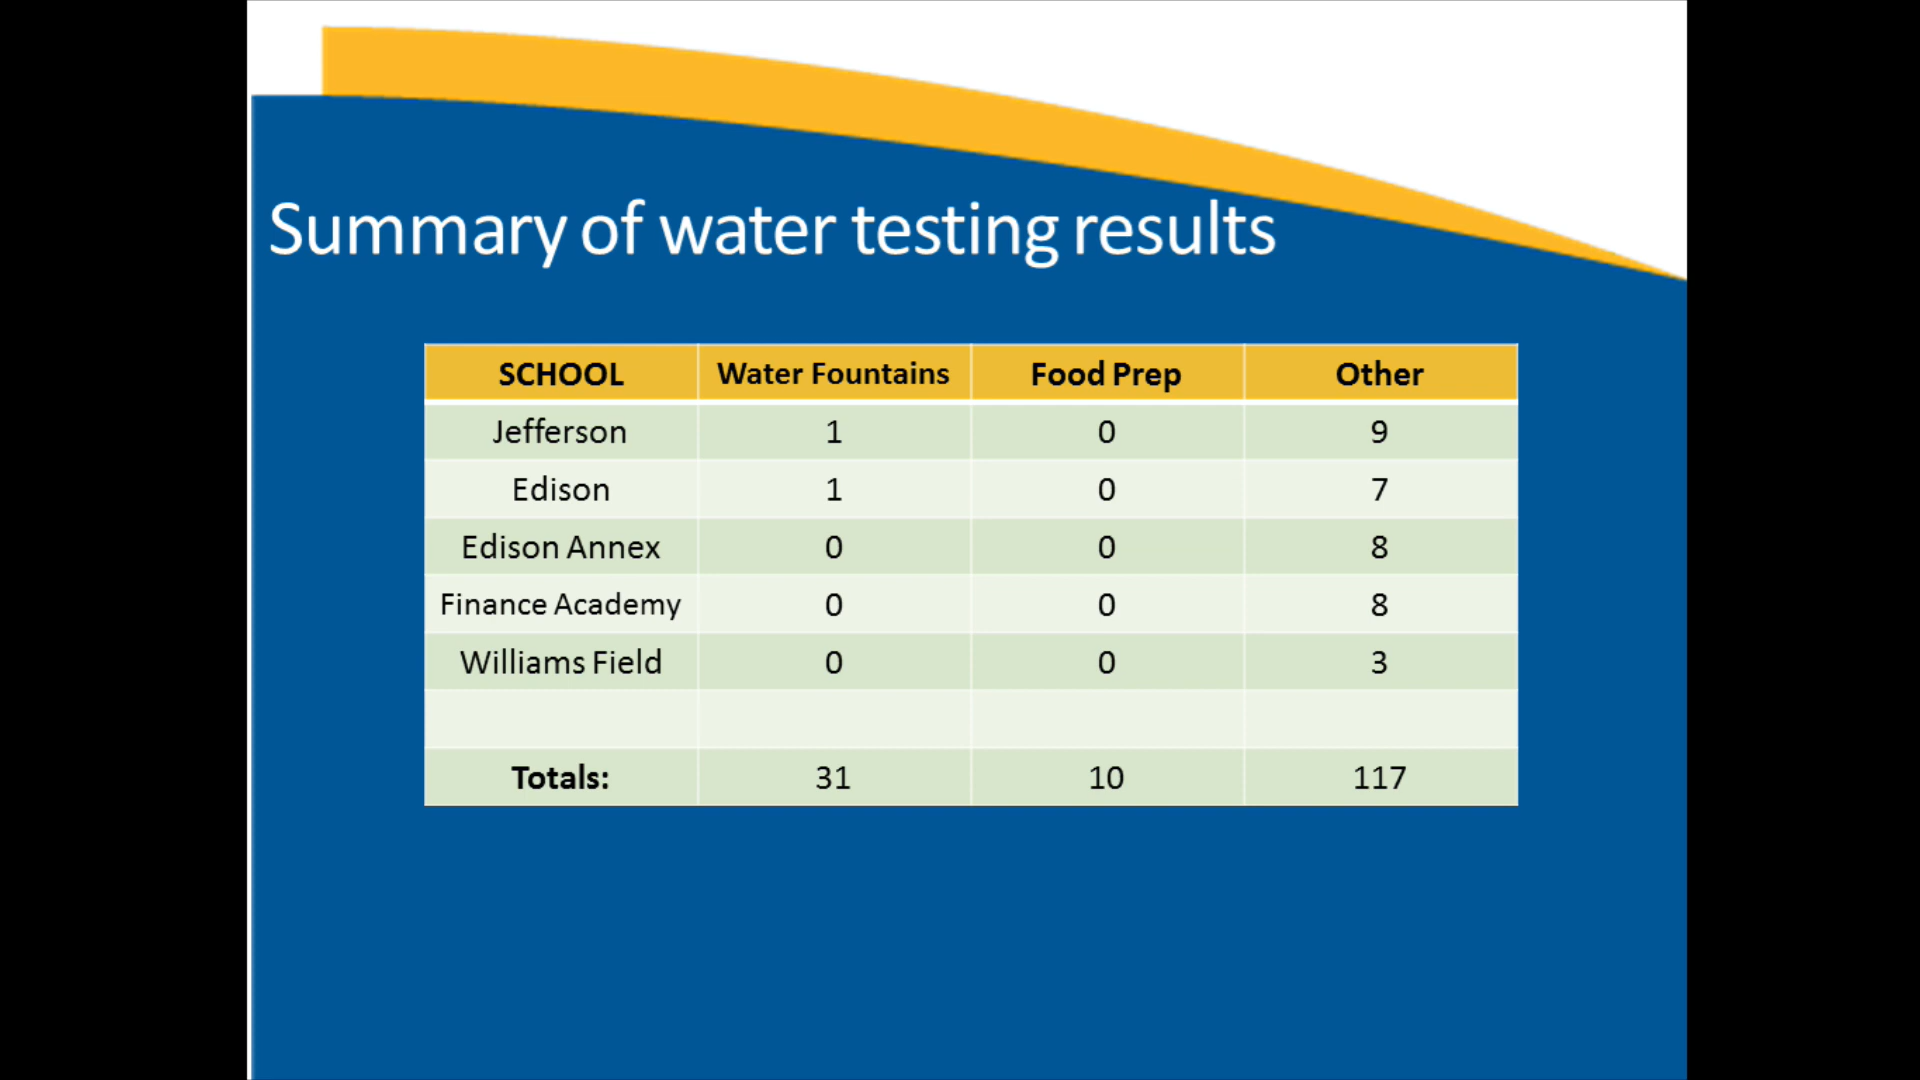 Summary of water testing results
SCHOOL Water Fountains Food Prep Other
Jefferson 1 0 9
Edison 1 0 7
Edison Annex 0 0 8
Finance Academy 0 0 8
Williams Field 0 0 3
Totals: 31 10 117